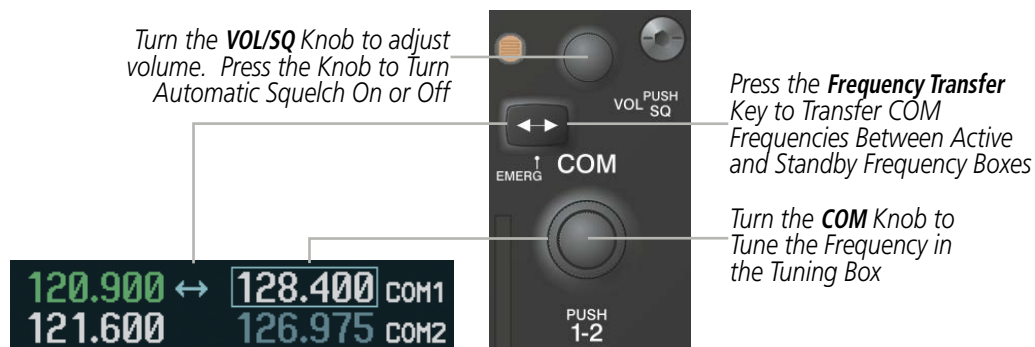 Turn the VOL/SQ Knob to adjust
volume. Press the Knob to Turn
Automatic Squelch On or Off
VOL PUSH SQ
EMERG
COM
PUSH
1-2
Press the Frequency Transfer
Key to Transfer COM
Frequencies Between Active
and Standby Frequency Boxes
Turn the COM Knob to
Tune the Frequency in
the Tuning Box
120.900 ↔ 128.400 COM1
121.600 126.975 COM2